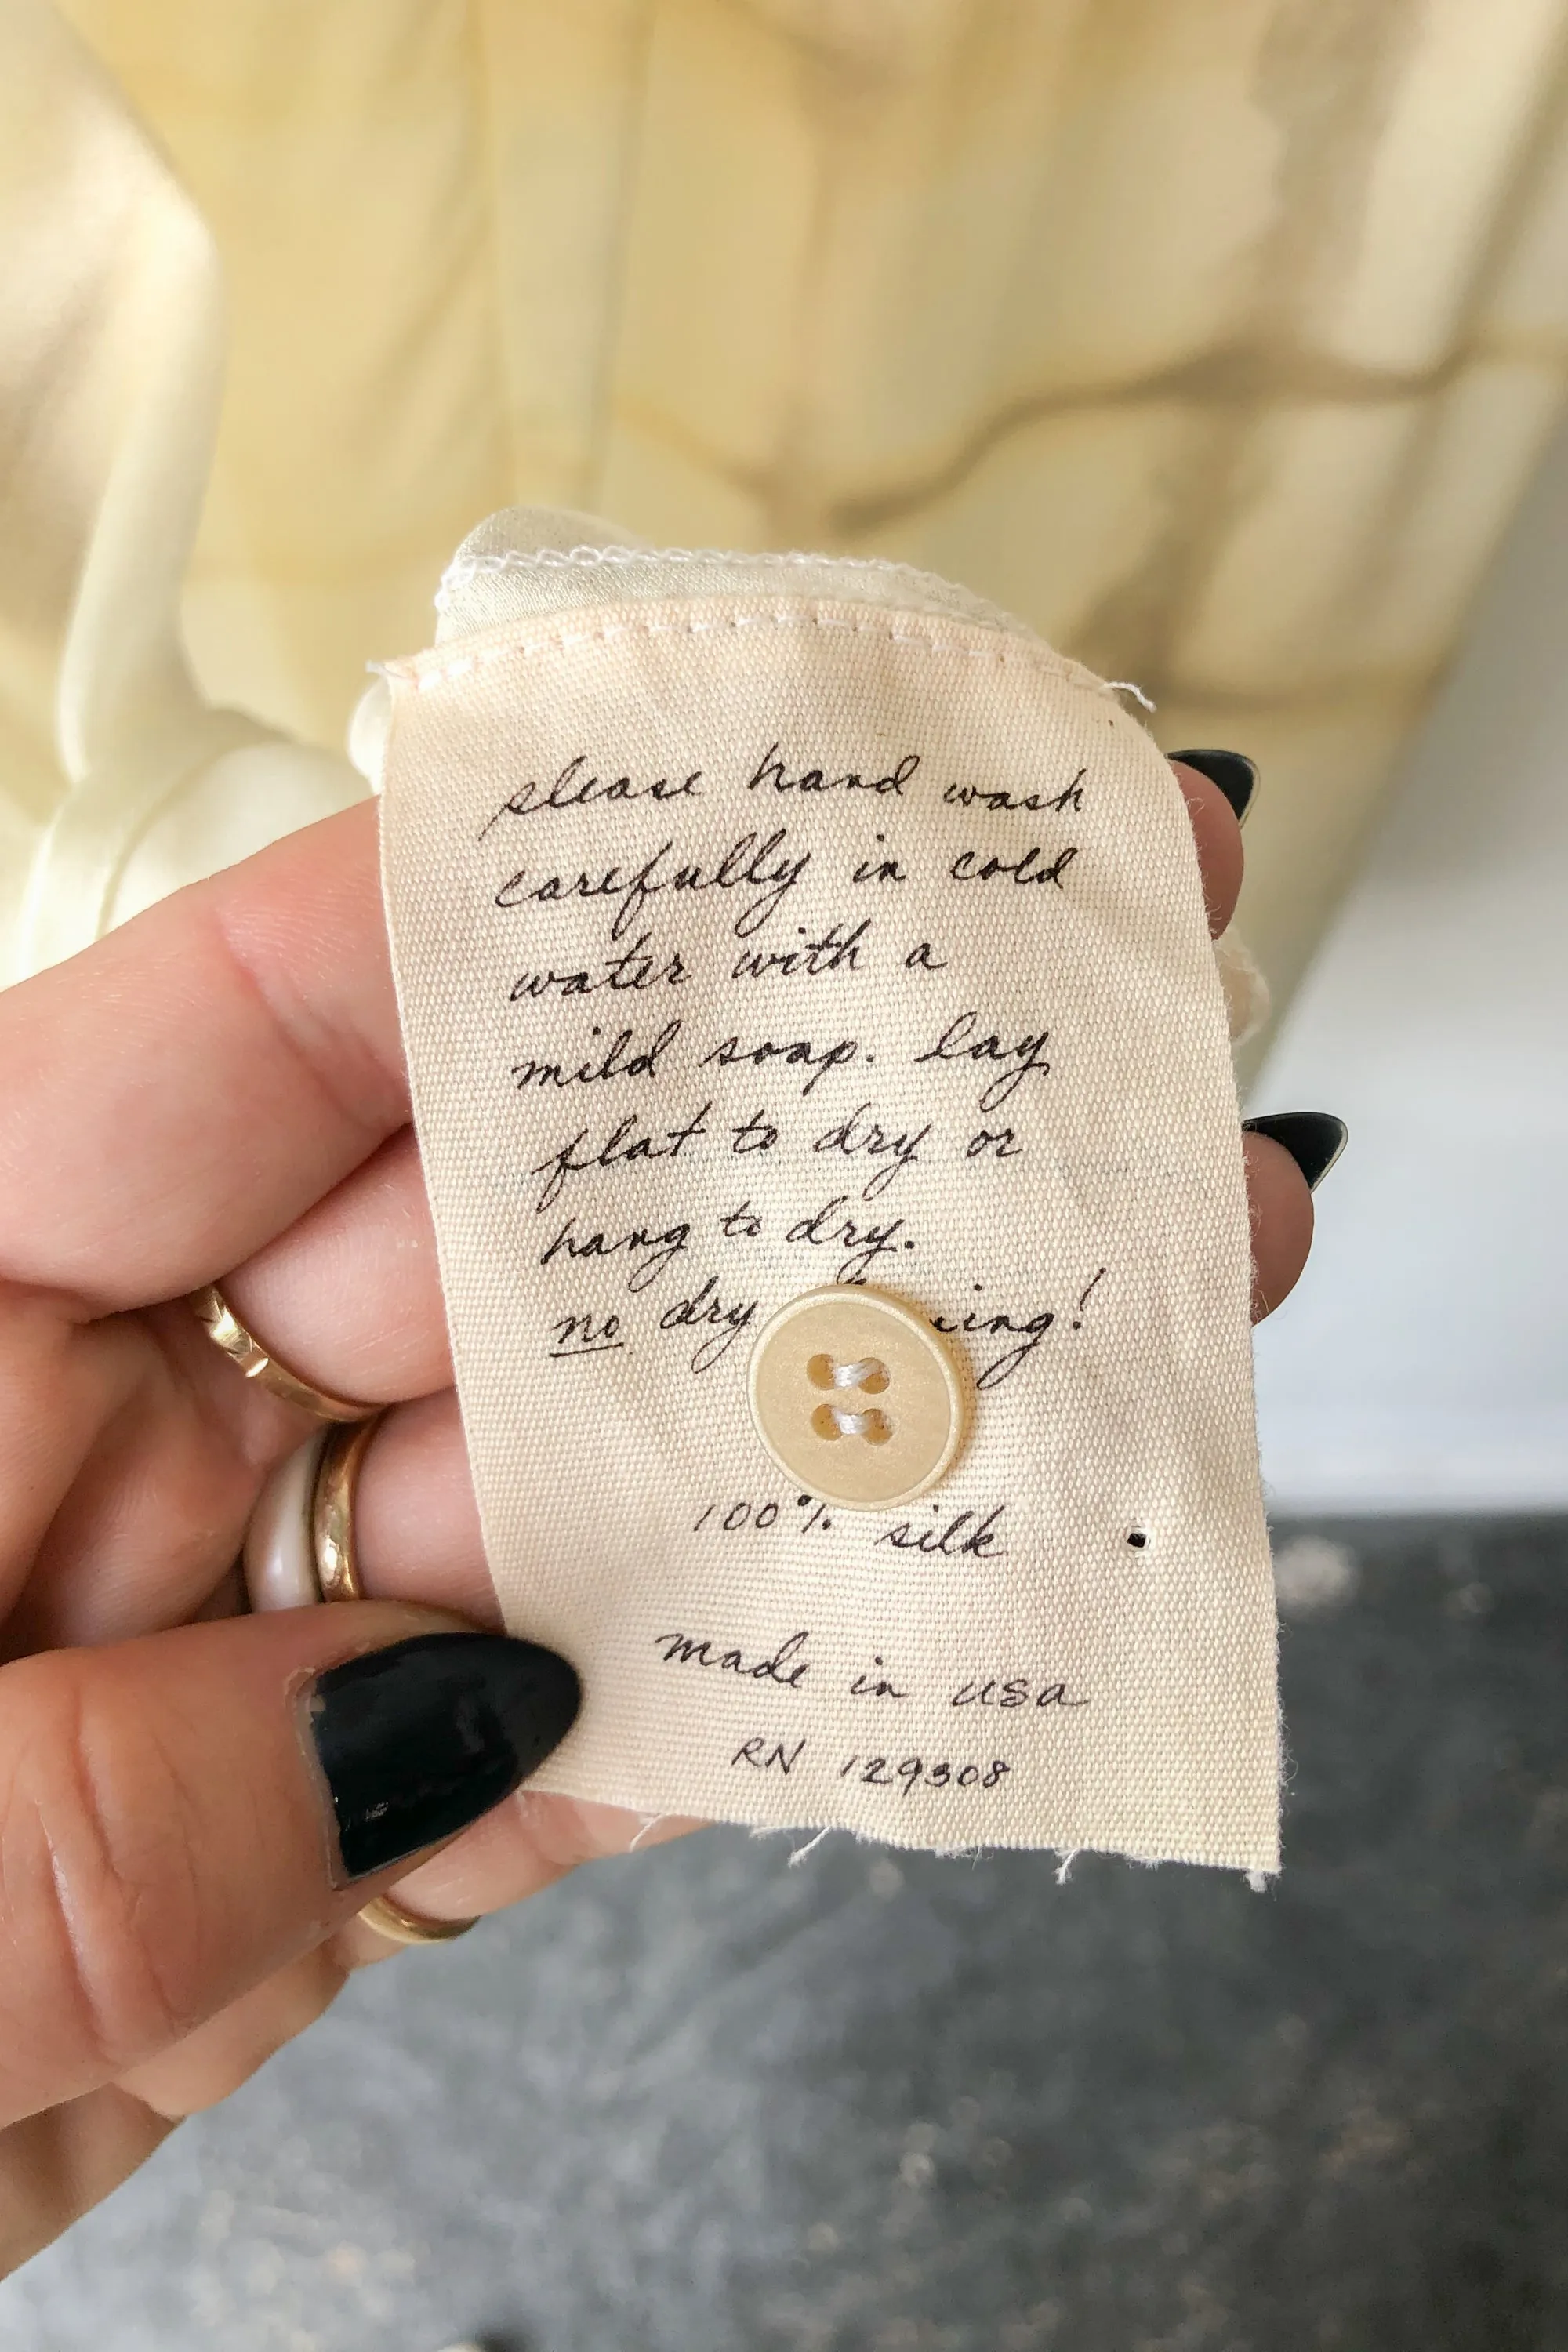 please hand wash
carefully in cold
water with a
mild soap. lay
flat to dry or
hang to dry.
no dry
100% silk
made in usa
RN 129308